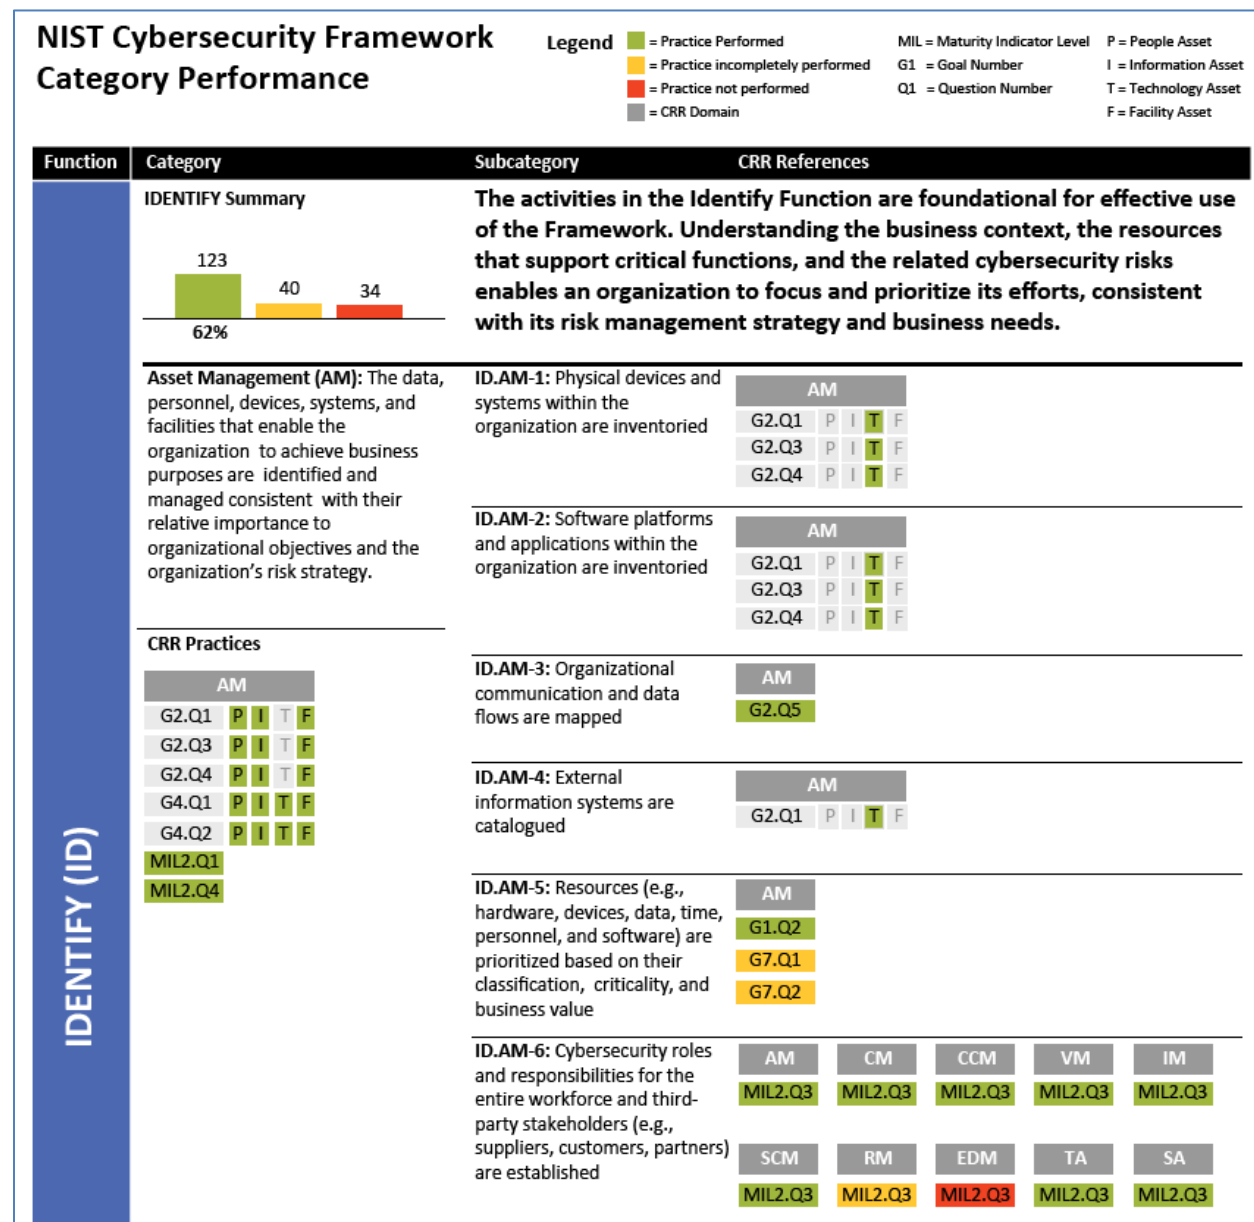 NIST Cybersecurity Framework
Category Performance
Legend
= Practice Performed
= Practice incompletely performed
= Practice not performed
= CRR Domain
MIL = Maturity Indicator Level
G1 = Goal Number
Q1 = Question Number
P = People Asset
I = Information Asset
T = Technology Asset
F = Facility Asset
Function Category Subcategory CRR References
IDENTIFY (ID)
IDENTIFY Summary
123
40
34
62%
The activities in the Identify Function are foundational for effective use
of the Framework. Understanding the business context, the resources
that support critical functions, and the related cybersecurity risks
enables an organization to focus and prioritize its efforts, consistent
with its risk management strategy and business needs.
Asset Management (AM): The data,
personnel, devices, systems, and
facilities that enable the
organization to achieve business
purposes are identified and
managed consistent with their
relative importance to
organizational objectives and the
organization's risk strategy.
CRR Practices
AM
G2.Q1 P I T F
G2.Q3 P I T F
G2.Q4 P I T F
G4.Q1 P I T F
G4.Q2 P I T F
MIL2.Q1
MIL2.Q4
ID.AM-1: Physical devices and
systems within the
organization are inventoried
AM
G2.Q1 P I T F
G2.Q3 P I T F
G2.Q4 P I T F
ID.AM-2: Software platforms
and applications within the
organization are inventoried
AM
G2.Q1 P I T F
G2.Q3 P I T F
G2.Q4 P I T F
ID.AM-3: Organizational
communication and data
flows are mapped
AM
G2.Q5
ID.AM-4: External
information systems are
catalogued
AM
G2.Q1 P I T F
ID.AM-5: Resources (e.g.,
hardware, devices, data, time,
personnel, and software) are
prioritized based on their
classification, criticality, and
business value
AM
G1.Q2
G7.Q1
G7.Q2
ID.AM-6: Cybersecurity roles
and responsibilities for the
entire workforce and third-
party stakeholders (e.g.,
suppliers, customers, partners)
are established
AM CM CCM VM IM
MIL2.Q3 MIL2.Q3 MIL2.Q3 MIL2.Q3 MIL2.Q3
SCM RM EDM TA SA
MIL2.Q3 MIL2.Q3 MIL2.Q3 MIL2.Q3 MIL2.Q3